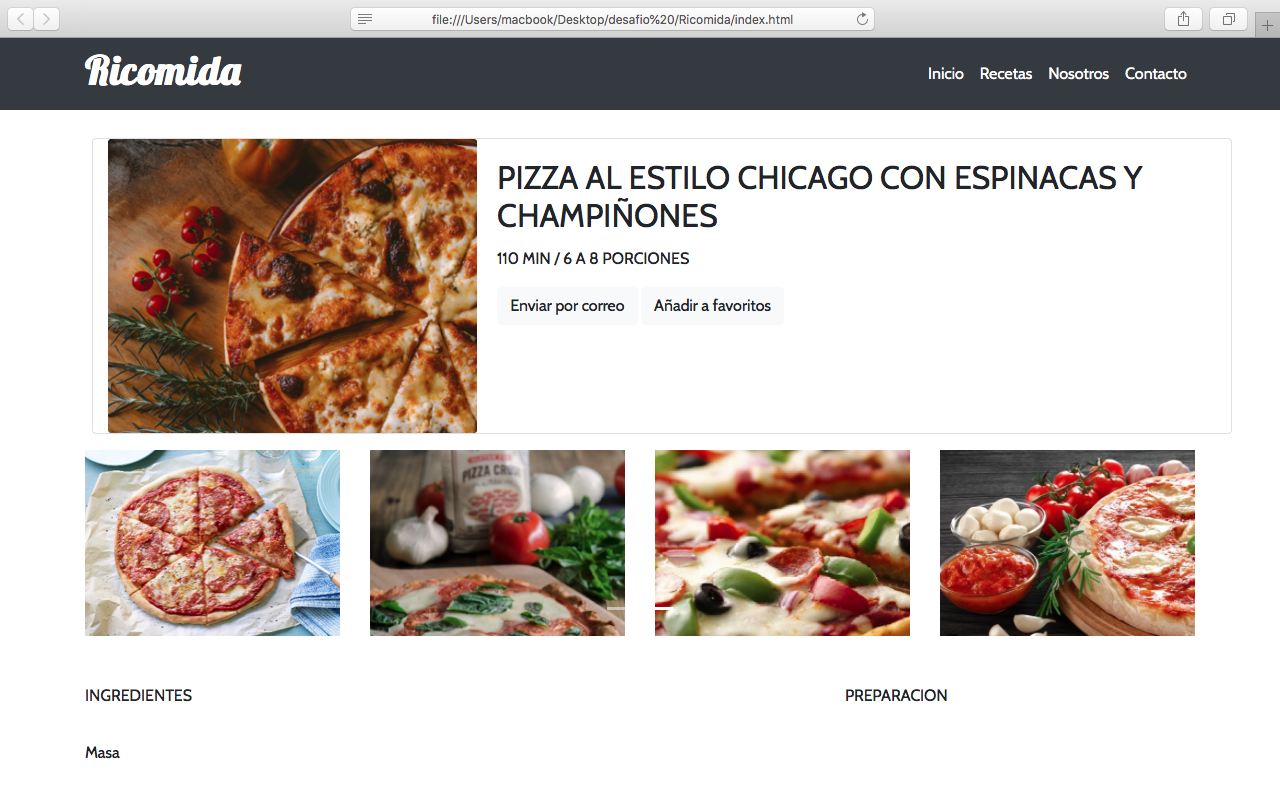 file:///Users/macbook/Desktop/desafio%20/Ricomida/index.html
Ricomida
Inicio Recetas Nosotros Contacto
PIZZA AL ESTILO CHICAGO CON ESPINACAS Y
CHAMPIÑONES
110 MIN / 6 A 8 PORCIONES
Enviar por correo Añadir a favoritos
PIZZA CRUST
INGREDIENTES PREPARACION
Masa